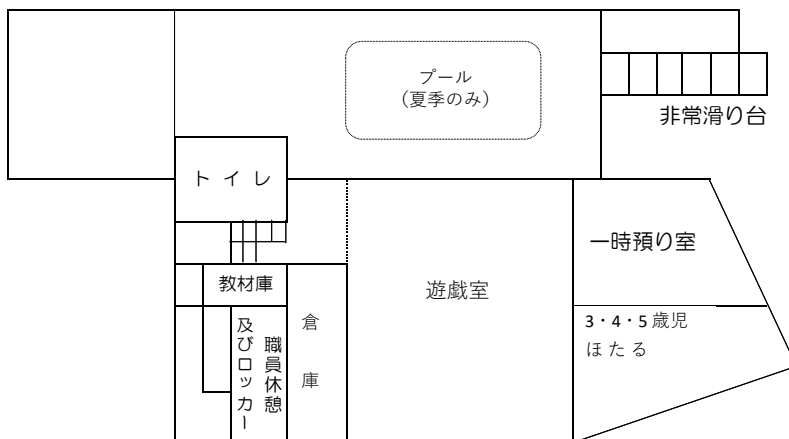 プール
（夏季のみ）
非常滑り台
トイレ
一時預り室
教材庫
遊戯室
倉庫
3・4・5歳児
ほたる
職員休憩
及びロッカー